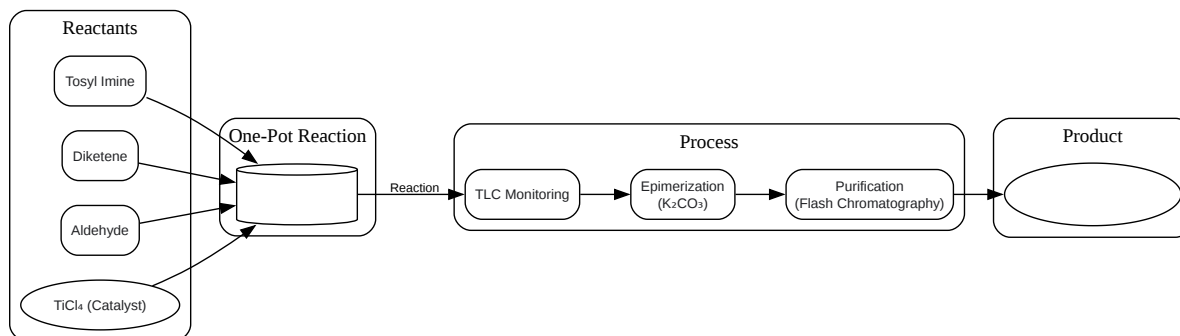 Reactants
Tosyl Imine
Diketene
Aldehyde
TiCl₄ (Catalyst)
One-Pot Reaction
Reaction
Process
TLC Monitoring
Epimerization
(K₂CO₃)
Purification
(Flash Chromatography)
Product